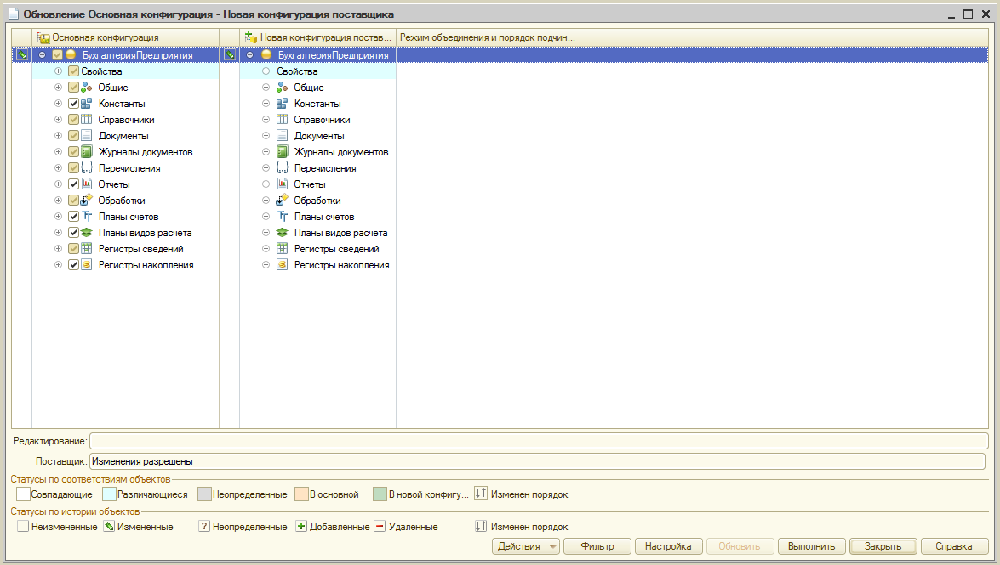 Обновление Основная конфигурация - Новая конфигурация поставщика
Основная конфигурация Новая конфигурация постав... Режим объединения и порядок подчин...
БухгалтерияПредприятия БухгалтерияПредприятия
Свойства Свойства
Общие Общие
Константы Константы
Справочники Справочники
Документы Документы
Журналы документов Журналы документов
Перечисления Перечисления
Отчеты Отчеты
Обработки Обработки
Планы счетов Планы счетов
Планы видов расчета Планы видов расчета
Регистры сведений Регистры сведений
Регистры накопления Регистры накопления
Редактирование:
Поставщик: Изменения разрешены
Статусы по соответствиям объектов
Совпадающие Различающиеся Неопределенные В основной В новой конфигу... Изменен порядок
Статусы по истории объектов
Неизмененные Измененные ? Неопределенные Добавленные Удаленные Изменен порядок
Действия Фильтр Настройка Обновить Выполнить Закрыть Справка